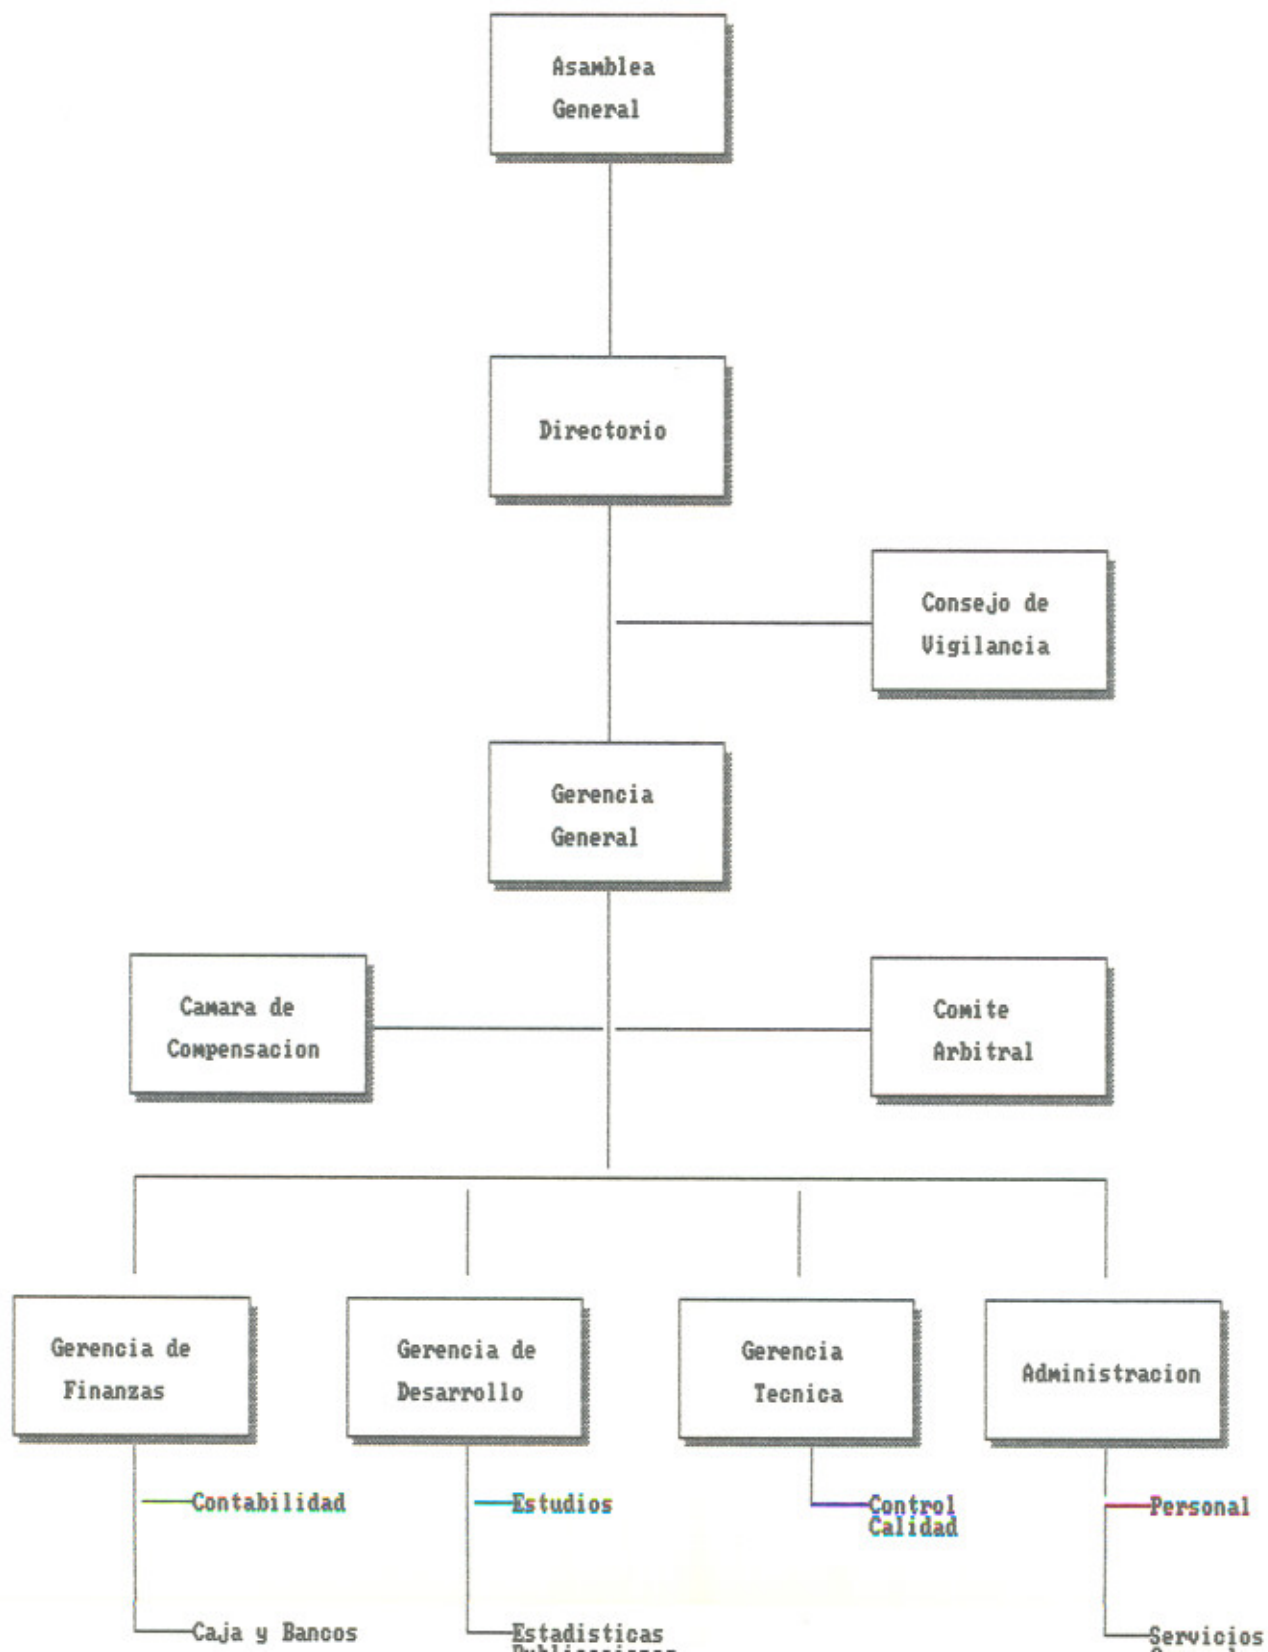 Asamblea
General
Directorio
Consejo de
Vigilancia
Gerencia
General
Camara de
Compensacion
Comite
Arbitral
Gerencia de
Finanzas
Gerencia de
Desarrollo
Gerencia
Tecnica
Administracion
Contabilidad
Estudios
Control
Calidad
Personal
Caja y Bancos
Estadisticas
Servicios